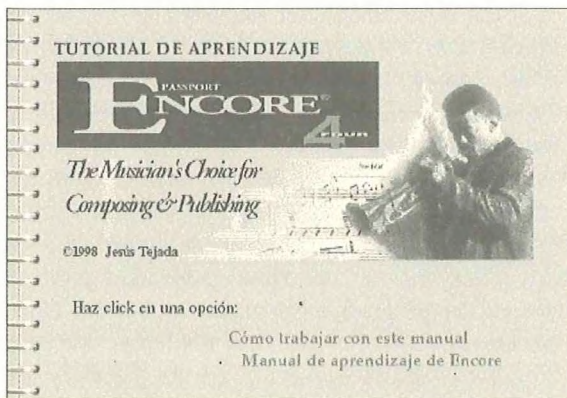 TUTORIAL DE APRENDIZAJE
PASSPORT
ENCORE®
4
FOUR
The Musician's Choice for
Composing & Publishing
©1998 Jesús Tejada
Haz click en una opción:
Cómo trabajar con este manual
Manual de aprendizaje de Encore